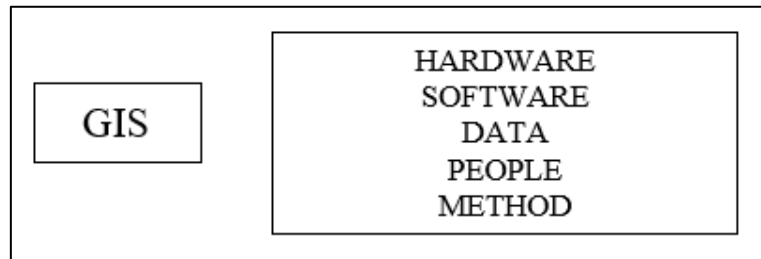 GIS
HARDWARE
SOFTWARE
DATA
PEOPLE
METHOD